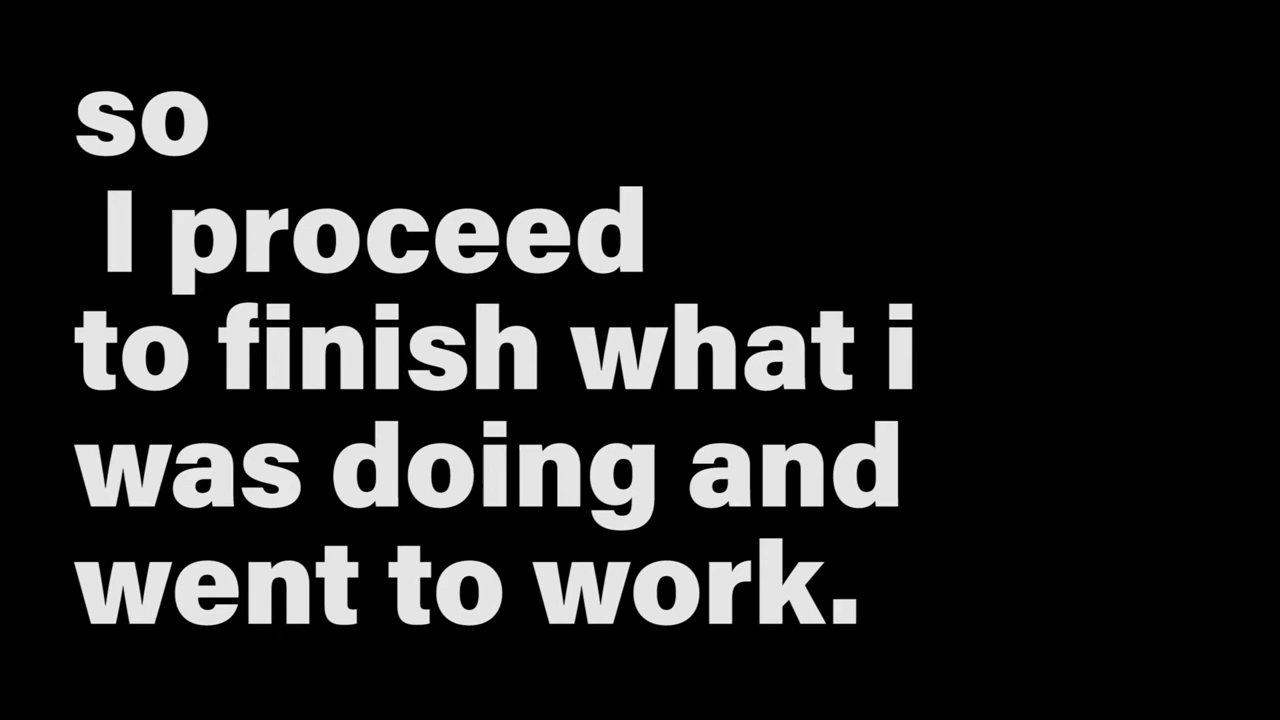 so
I proceed
to finish what i
was doing and
went to work.